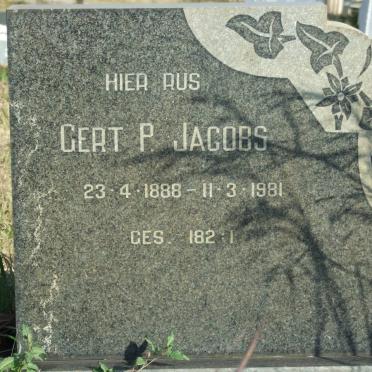 HIER RUS
GERT P. JACOBS
23-4-1888 - 11-3-1981
GES. 182:1